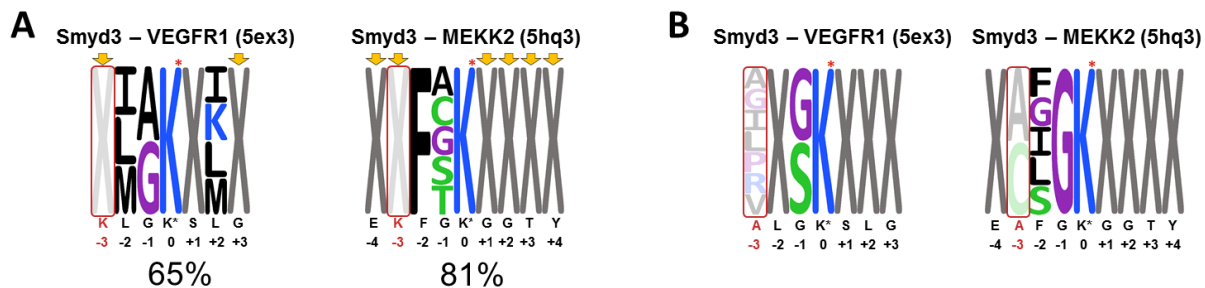 A
Smyd3 – VEGFR1 (5ex3)
X
I
L
M
A
G
*
K
X
I
K
L
M
X
K L G K* S L G
-3 -2 -1 0 +1 +2 +3
65%
Smyd3 – MEKK2 (5hq3)
X
X
F
A
C
G
S
T
*
K
X
X
X
X
E K F G K* G G T Y
-4 -3 -2 -1 0 +1 +2 +3 +4
81%
B
Smyd3 – VEGFR1 (5ex3)
A
G
I
L
P
R
V
X
G
S
*
K
X
X
X
A L G K* S L G
-3 -2 -1 0 +1 +2 +3
Smyd3 – MEKK2 (5hq3)
X
A
C
F
G
I
L
S
G
*
K
X
X
X
X
E A F G K* G G T Y
-4 -3 -2 -1 0 +1 +2 +3 +4